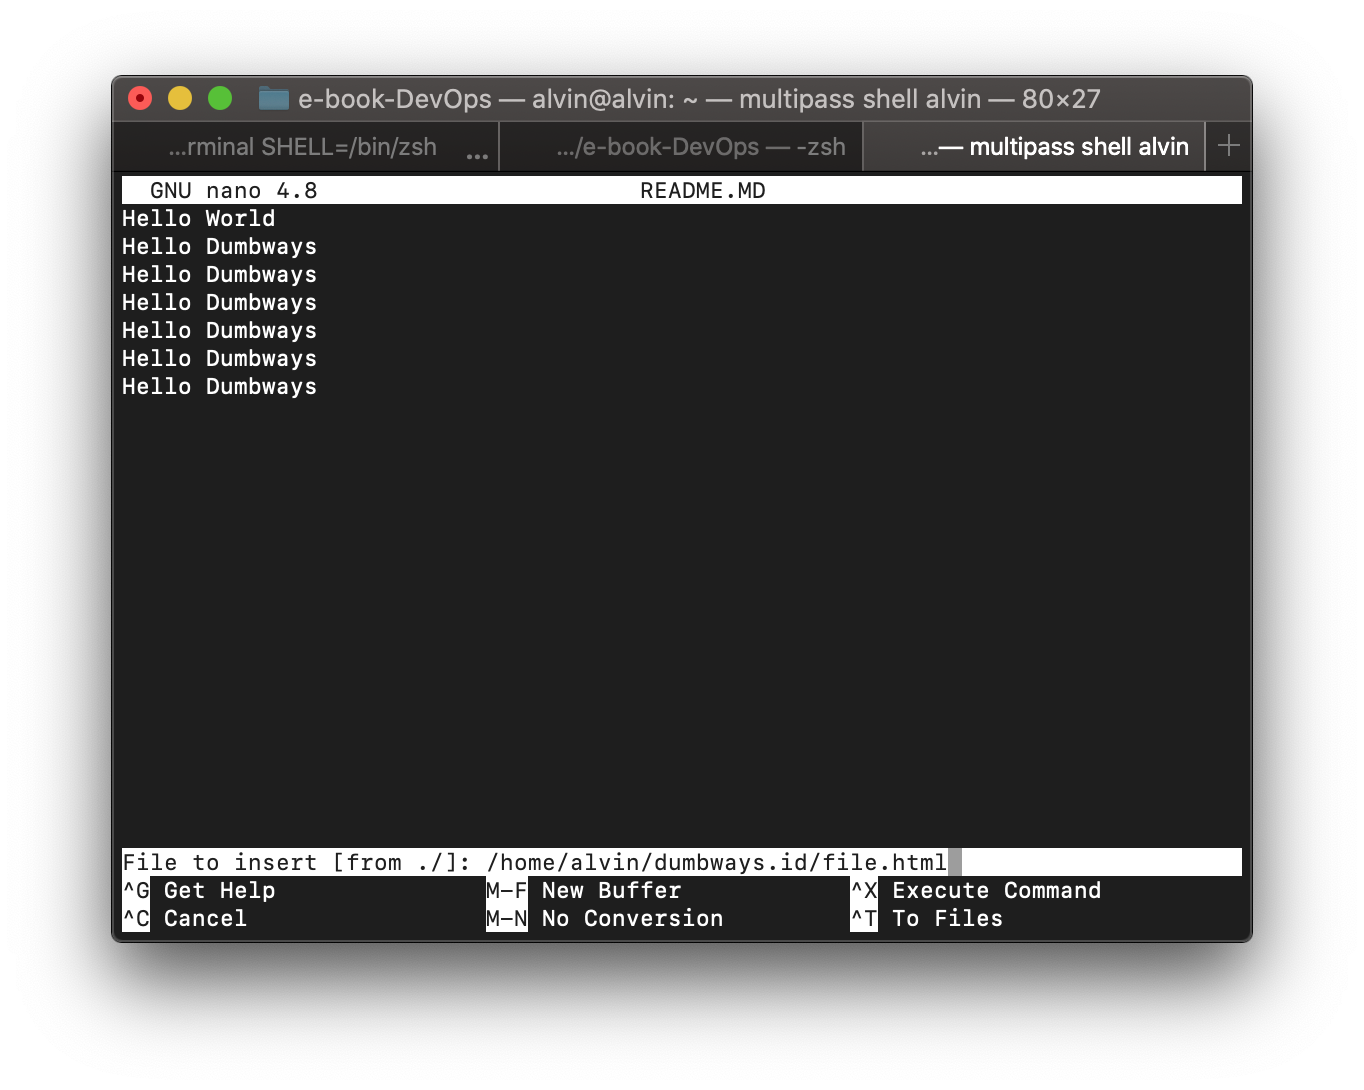 e-book-DevOps — alvin@alvin: ~ — multipass shell alvin — 80×27
...rminal SHELL=/bin/zsh ... .../e-book-DevOps — -zsh ...— multipass shell alvin +
GNU nano 4.8 README.MD
Hello World
Hello Dumbways
Hello Dumbways
Hello Dumbways
Hello Dumbways
Hello Dumbways
Hello Dumbways
File to insert [from ./]: /home/alvin/dumbways.id/file.html
^G Get Help M-F New Buffer ^X Execute Command
^C Cancel M-N No Conversion ^T To Files